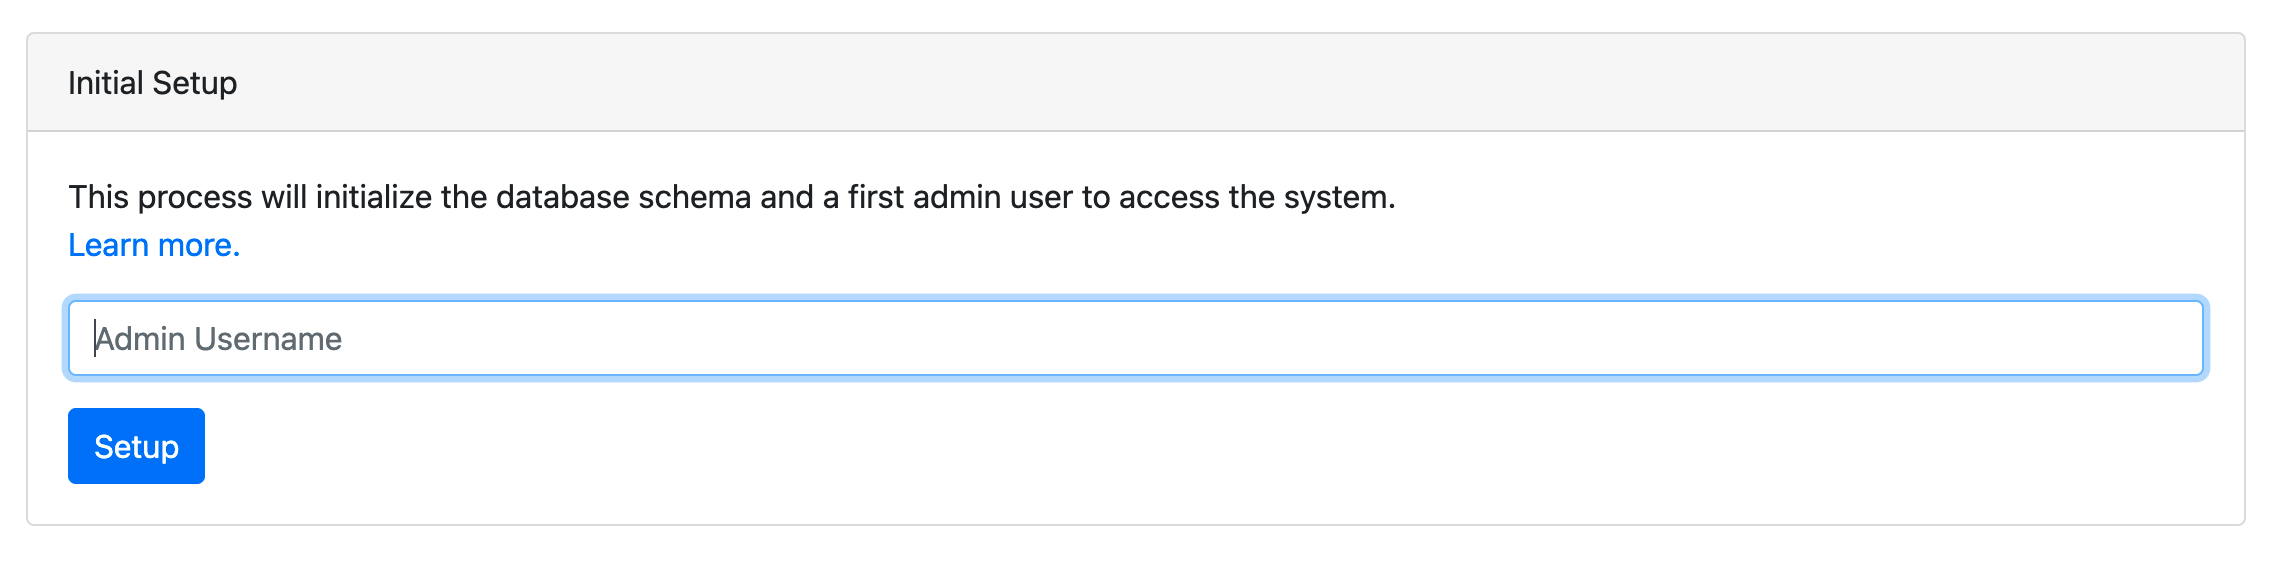 Initial Setup
This process will initialize the database schema and a first admin user to access the system.
Learn more.
Admin Username
Setup